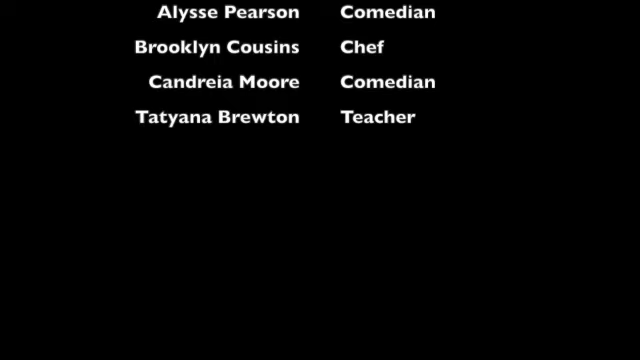 Alysse Pearson Comedian
Brooklyn Cousins Chef
Candreia Moore Comedian
Tatyana Brewton Teacher